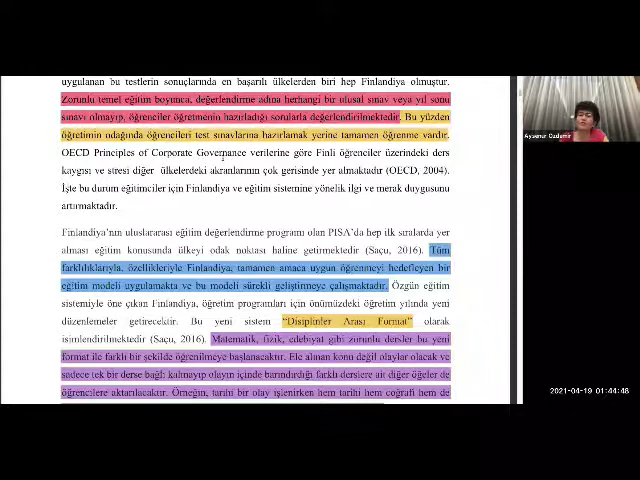 uygulanan bu testlerin sonuçlarında en başarılı ülkelerden biri hep Finlandiya olmuştur.
Zorunlu temel eğitim boyunca, değerlendirme adına herhangi bir ulusal sınav veya yıl sonu
sınavı olmayıp, öğrenciler öğretmenin hazırladığı sorularla değerlendirilmektedir. Bu yüzden
öğretimin odağında öğrencileri test sınavlarına hazırlamak yerine tamamen öğrenme vardır.
OECD Principles of Corporate Governance verilerine göre Finli öğrenciler üzerindeki ders
kaygısı ve stresi diğer ülkelerdeki akranlarının çok gerisinde yer almaktadır (OECD, 2004).
İşte bu durum eğitimciler için Finlandiya ve eğitim sistemine yönelik ilgi ve merak duygusunu
artırmaktadır.
Finlandiya'nın uluslararası eğitim değerlendirme programı olan PISA'da hep ilk sıralarda yer
alması eğitim konusunda ülkeyi odak noktası haline getirmektedir (Saçu, 2016). Tüm
farklılıklarıyla, özellikleriyle Finlandiya, tamamen amaca uygun öğrenmeyi hedefleyen bir
eğitim modeli uygulamakta ve bu modeli sürekli geliştirmeye çalışmaktadır. Özgün eğitim
sistemiyle öne çıkan Finlandiya, öğretim programları için önümüzdeki öğretim yılında yeni
düzenlemeler getirecektir. Bu yeni sistem “Disiplinler Arası Format” olarak
isimlendirilmektedir (Saçu, 2016). Matematik, fizik, edebiyat gibi zorunlu dersler bu yeni
format ile farklı bir şekilde öğrenilmeye başlanacaktır. Ele alınan konu değil olaylar olacak ve
sadece tek bir derse bağlı kalmayıp olayın içinde barındırdığı farklı derslere ait diğer öğeler de
öğrencilere aktarılacaktır. Örneğin, tarihi bir olay işlenirken hem tarihi hem coğrafi hem de
Aysenur Ozdemir
2021-04-19 01:44:48